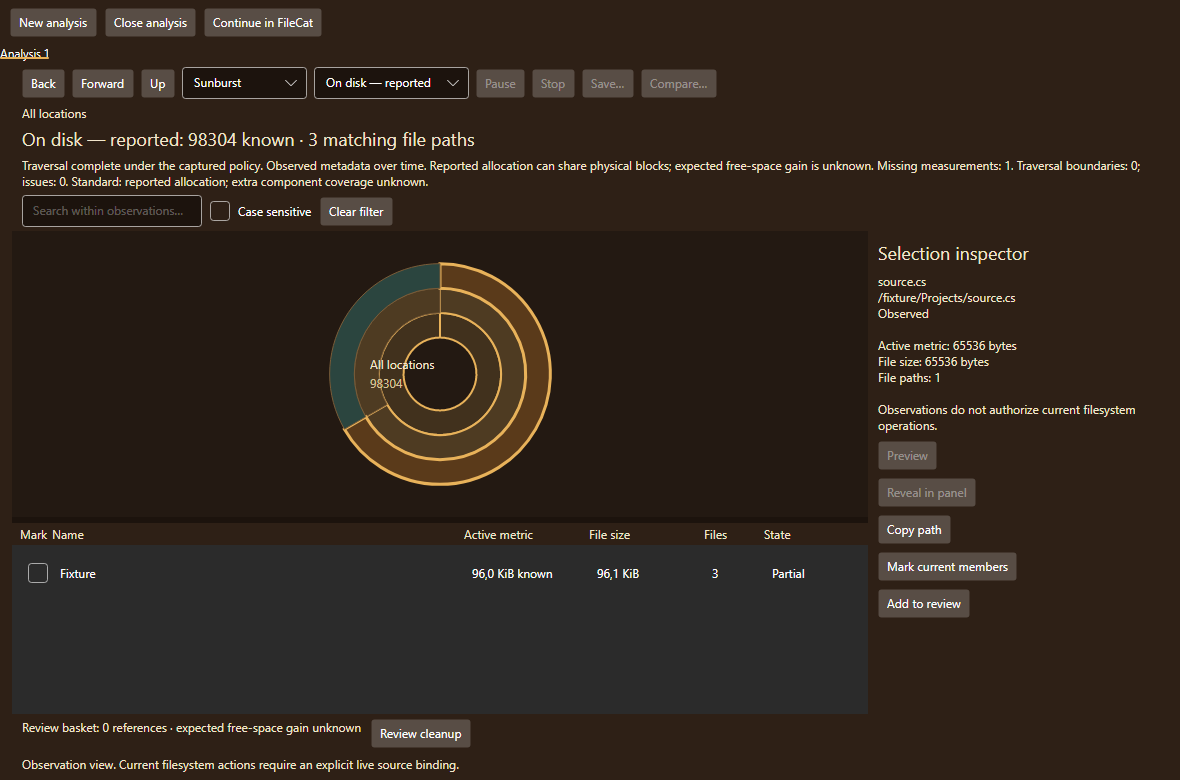 New analysis Close analysis Continue in FileCat
Analysis 1
Back Forward Up Sunburst On disk — reported Pause Stop Save... Compare...
All locations
On disk — reported: 98304 known · 3 matching file paths
Traversal complete under the captured policy. Observed metadata over time. Reported allocation can share physical blocks; expected free-space gain is unknown. Missing measurements: 1. Traversal boundaries: 0;
issues: 0. Standard: reported allocation; extra component coverage unknown.
Search within observations... Case sensitive Clear filter
All locations
98304
Selection inspector
source.cs
/fixture/Projects/source.cs
Observed
Active metric: 65536 bytes
File size: 65536 bytes
File paths: 1
Observations do not authorize current filesystem
operations.
Preview
Reveal in panel
Copy path
Mark current members
Add to review
Mark Name Active metric File size Files State
Fixture 96,0 KiB known 96,1 KiB 3 Partial
Review basket: 0 references · expected free-space gain unknown Review cleanup
Observation view. Current filesystem actions require an explicit live source binding.